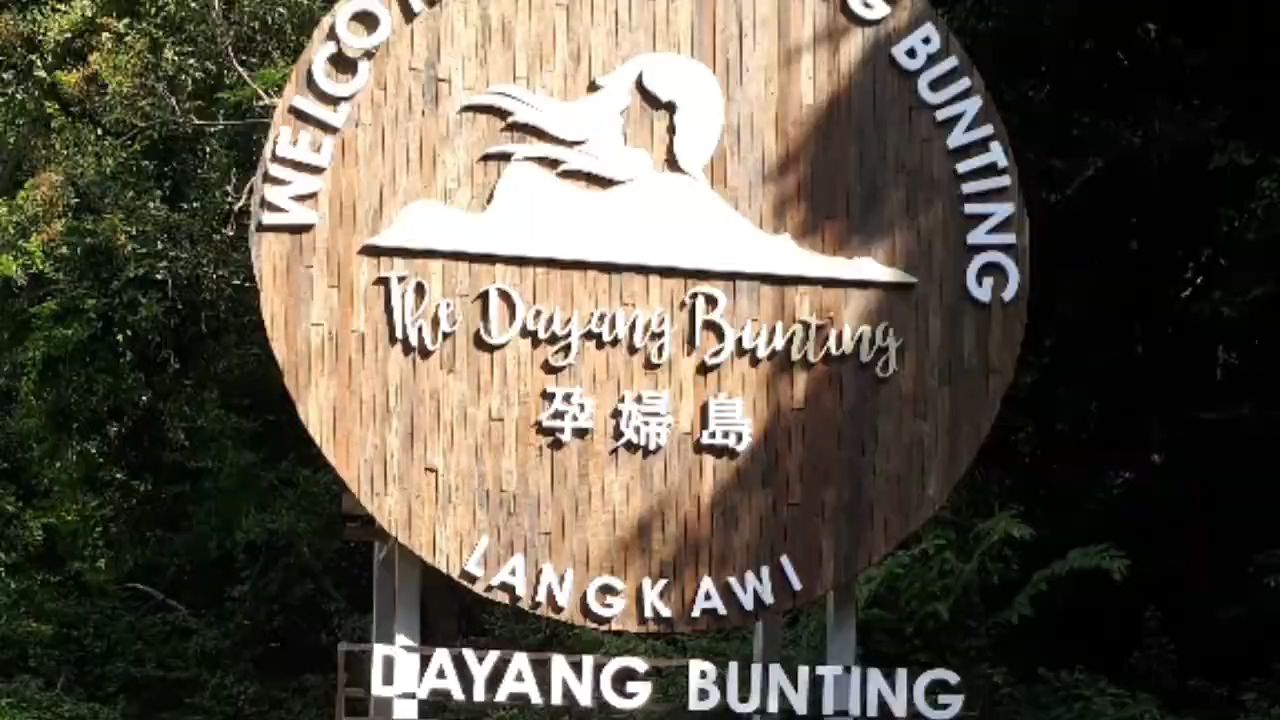 WELCO G BUNTING
The Dayang Bunting
孕婦島
LANGKAWI
DAYANG BUNTING